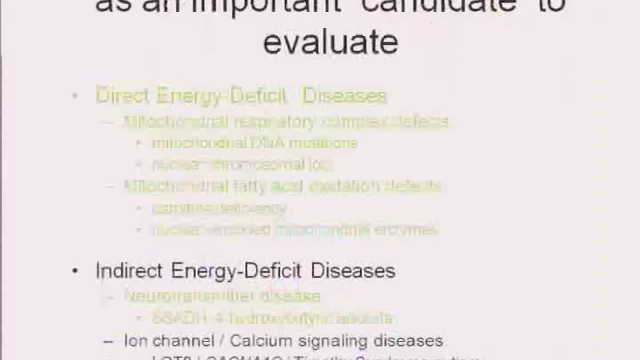 as an important 'candidate' to
evaluate
• Direct Energy-Deficit Diseases
– Mitochondrial respiratory complex defects
• mitochondrial DNA mutations
• nuclear chromosomal loci
– Mitochondrial fatty acid oxidation defects
• carnitine deficiency
• nuclear-encoded mitochondrial enzymes
• Indirect Energy-Deficit Diseases
– Neurotransmitter disease
• SSADH-4-hydroxybutyric aciduria
– Ion channel / Calcium signaling diseases